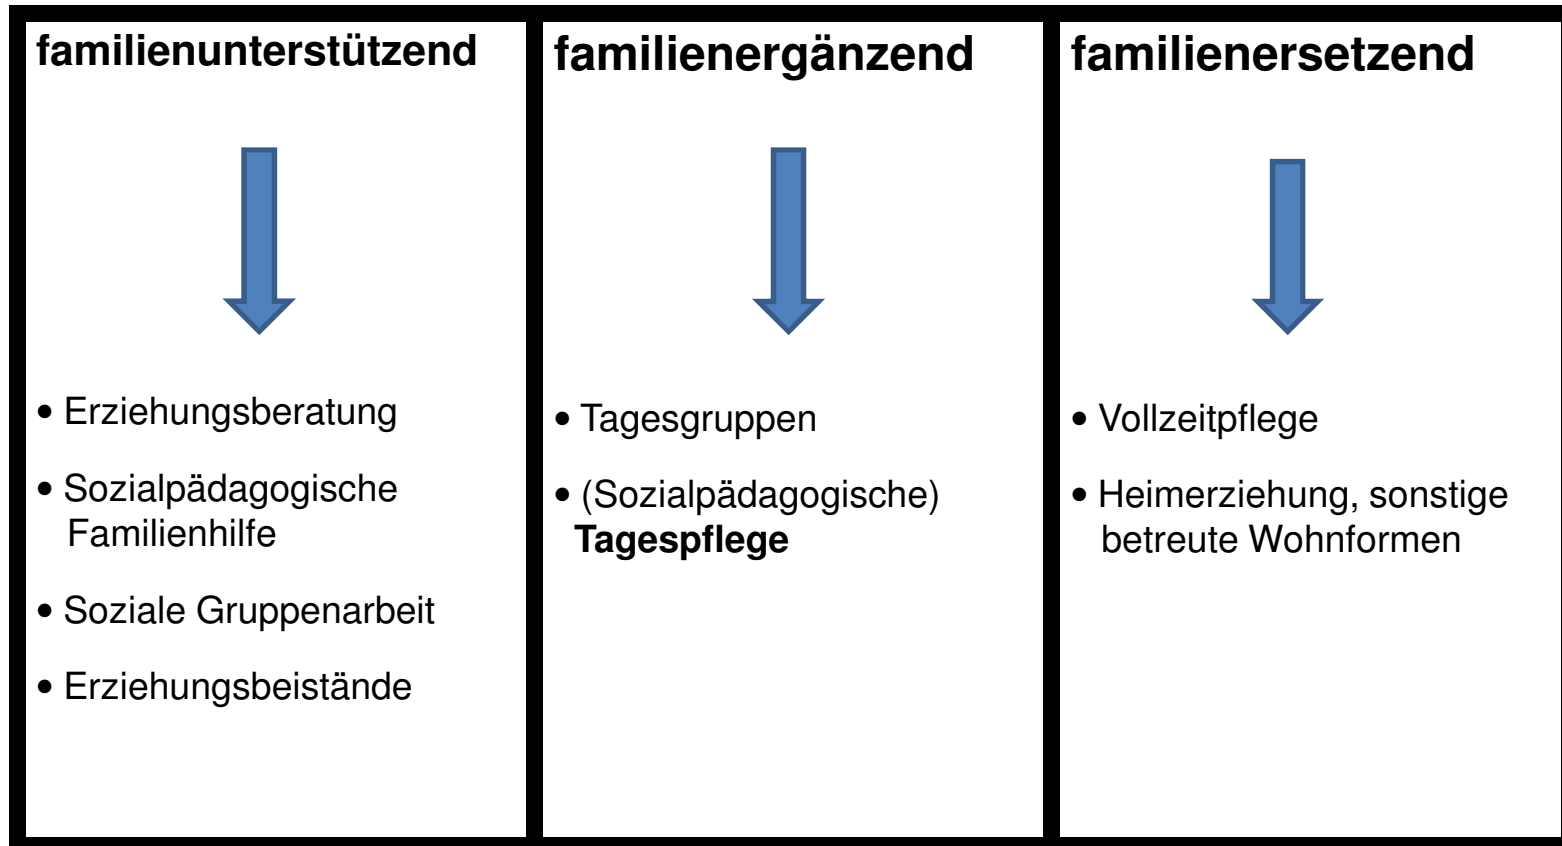 familienunterstützend
• Erziehungsberatung
• Sozialpädagogische
Familienhilfe
• Soziale Gruppenarbeit
• Erziehungsbeistände
familienergänzend
• Tagesgruppen
• (Sozialpädagogische)
Tagespflege
familienersetzend
• Vollzeitpflege
• Heimerziehung, sonstige
betreute Wohnformen